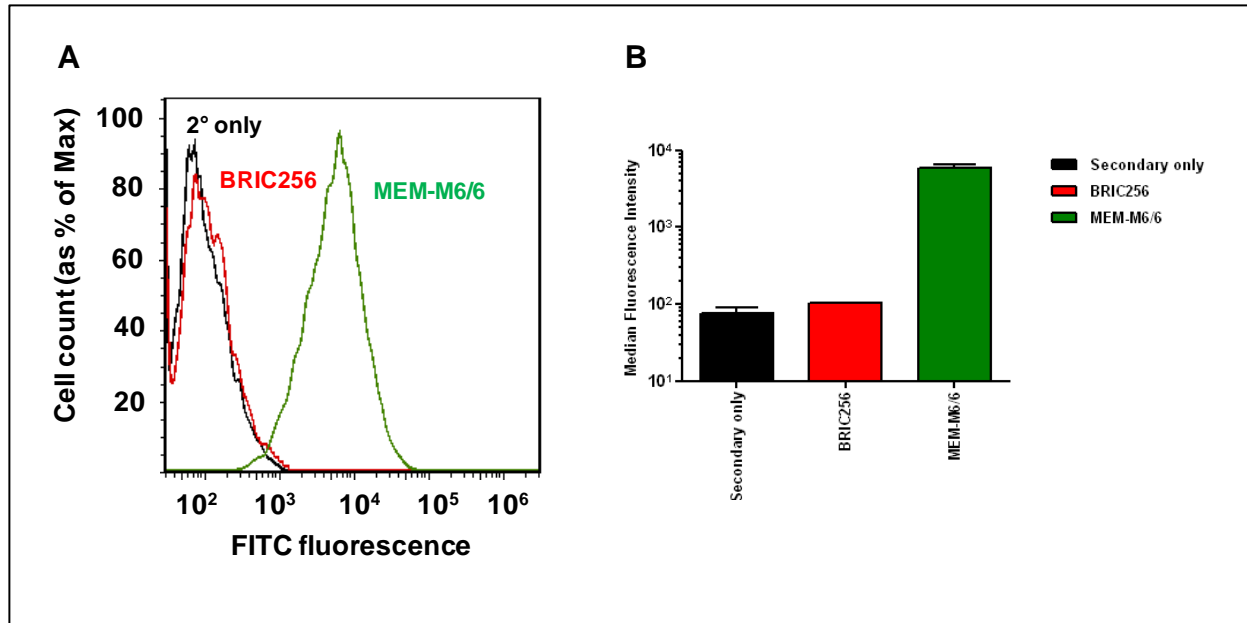 A
100
80
60
40
20
Cell count (as % of Max)
2° only
BRIC256
MEM-M6/6
10² 10³ 10⁴ 10⁵ 10⁶
FITC fluorescence
B
Median Fluorescence Intensity
10⁴
10³
10²
10¹
Secondary only
BRIC256
MEM-M6/6
Secondary only
BRIC256
MEM-M6/6